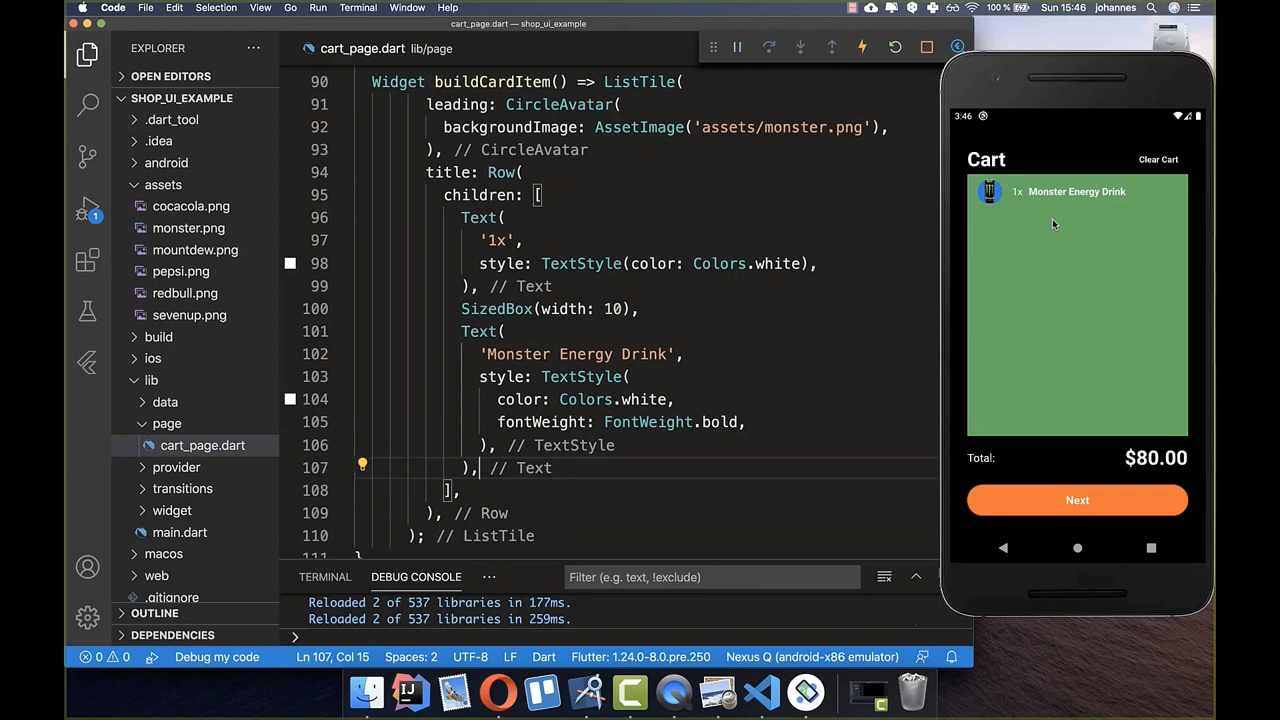 Code File Edit Selection View Go Run Terminal Window Help 100 % Sun 15:46 johannes
cart_page.dart — shop_ui_example
EXPLORER
OPEN EDITORS
SHOP_UI_EXAMPLE
.dart_tool
.idea
android
assets
cocacola.png
monster.png
mountdew.png
pepsi.png
redbull.png
sevenup.png
build
ios
lib
data
page
cart_page.dart
provider
transitions
widget
main.dart
macos
web
.gitignore
OUTLINE
DEPENDENCIES
1
cart_page.dart lib/page
90 Widget buildCardItem() => ListTile(
91 leading: CircleAvatar(
92 backgroundImage: AssetImage('assets/monster.png'),
93 ), // CircleAvatar
94 title: Row(
95 children: [
96 Text(
97 '1x',
98 style: TextStyle(color: Colors.white),
99 ), // Text
100 SizedBox(width: 10),
101 Text(
102 'Monster Energy Drink',
103 style: TextStyle(
104 color: Colors.white,
105 fontWeight: FontWeight.bold,
106 ), // TextStyle
107 ), // Text
108 ],
109 ), // Row
110 ); // ListTile
111 }
TERMINAL DEBUG CONSOLE ··· Filter (e.g. text, !exclude)
Reloaded 2 of 537 libraries in 177ms.
Reloaded 2 of 537 libraries in 259ms.
0 0 Debug my code Ln 107, Col 15 Spaces: 2 UTF-8 LF Dart Flutter: 1.24.0-8.0.pre.250 Nexus Q (android-x86 emulator)
3:46
Cart Clear Cart
1x Monster Energy Drink
Total: $80.00
Next